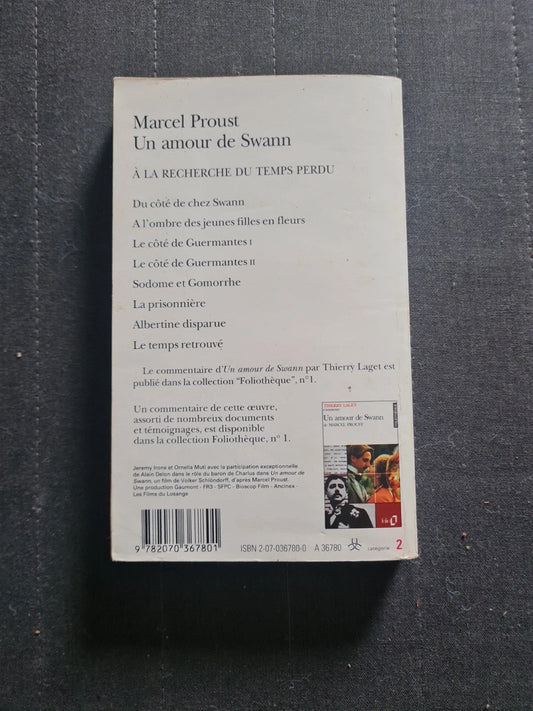 Marcel Proust
Un amour de Swann
À LA RECHERCHE DU TEMPS PERDU
Du côté de chez Swann
A l'ombre des jeunes filles en fleurs
Le côté de Guermantes I
Le côté de Guermantes II
Sodome et Gomorrhe
La prisonnière
Albertine disparue
Le temps retrouvé
Le commentaire d'Un amour de Swann par Thierry Laget est
publié dans la collection "Foliothèque", n°1.
Un commentaire de cette œuvre,
assorti de nombreux documents
et témoignages, est disponible
dans la collection Foliothèque, n° 1.
THIERRY LAGET
Un amour de Swann
de MARCEL PROUST
folio
Jeremy Irons et Ornella Muti avec la participation exceptionnelle
de Alain Delon dans le rôle du baron de Charlus dans Un amour de
Swann, un film de Volker Schlöndorff, d'après Marcel Proust.
Une production Gaumont - FR3 - SFPC - Bioscop Film - Ancinex -
Les Films du Losange
9 782070 367801
ISBN 2-07-036780-0 A 36780 catégorie 2